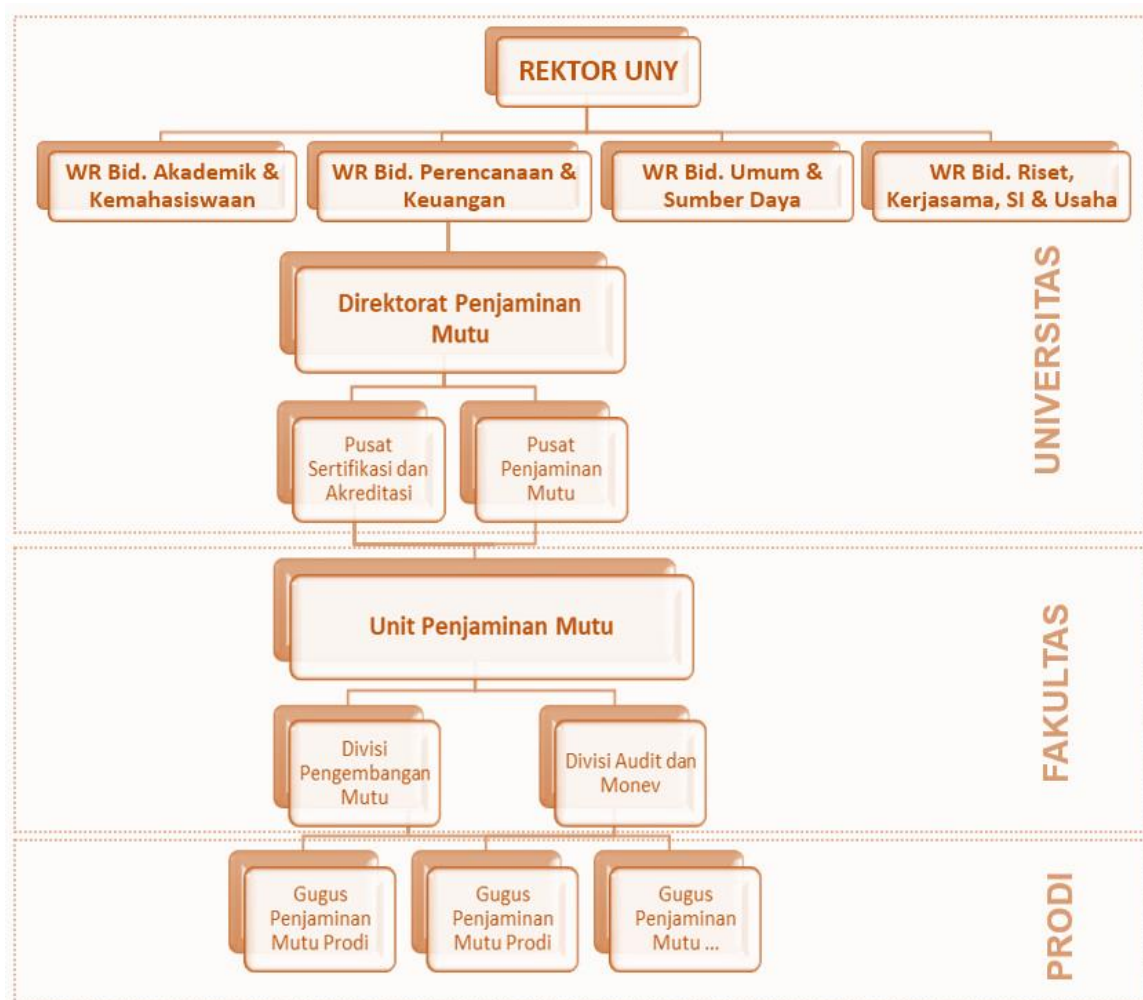 REKTOR UNY
WR Bid. Akademik &
Kemahasiswaan
WR Bid. Perencanaan &
Keuangan
WR Bid. Umum &
Sumber Daya
WR Bid. Riset,
Kerjasama, SI & Usaha
Direktorat Penjaminan
Mutu
Pusat
Sertifikasi dan
Akreditasi
Pusat
Penjaminan
Mutu
UNIVERSITAS
Unit Penjaminan Mutu
Divisi
Pengembangan
Mutu
Divisi Audit dan
Monev
FAKULTAS
Gugus
Penjaminan
Mutu Prodi
Gugus
Penjaminan
Mutu Prodi
Gugus
Penjaminan
Mutu ...
PRODI